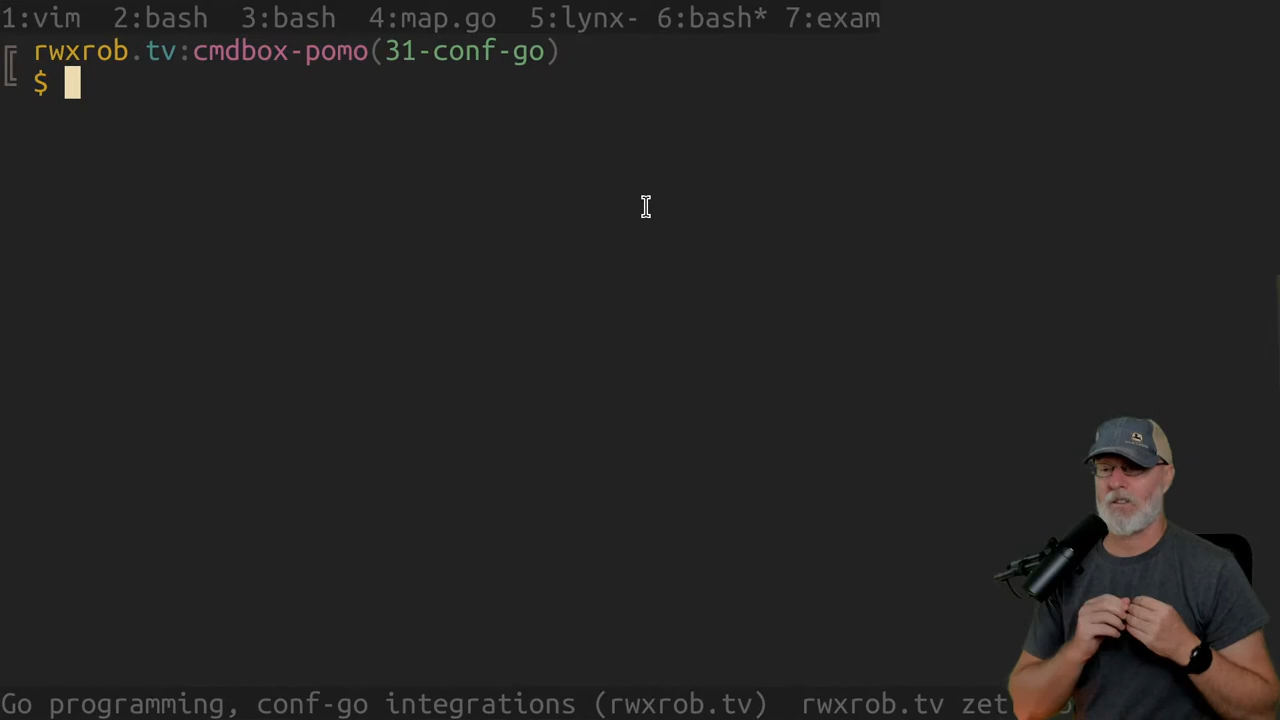 1:vim  2:bash  3:bash  4:map.go  5:lynx- 6:bash* 7:exam
rwxrob.tv:cmdbox-pomo(31-conf-go)
$
Go programming, conf-go integrations (rwxrob.tv)  rwxrob.tv zet